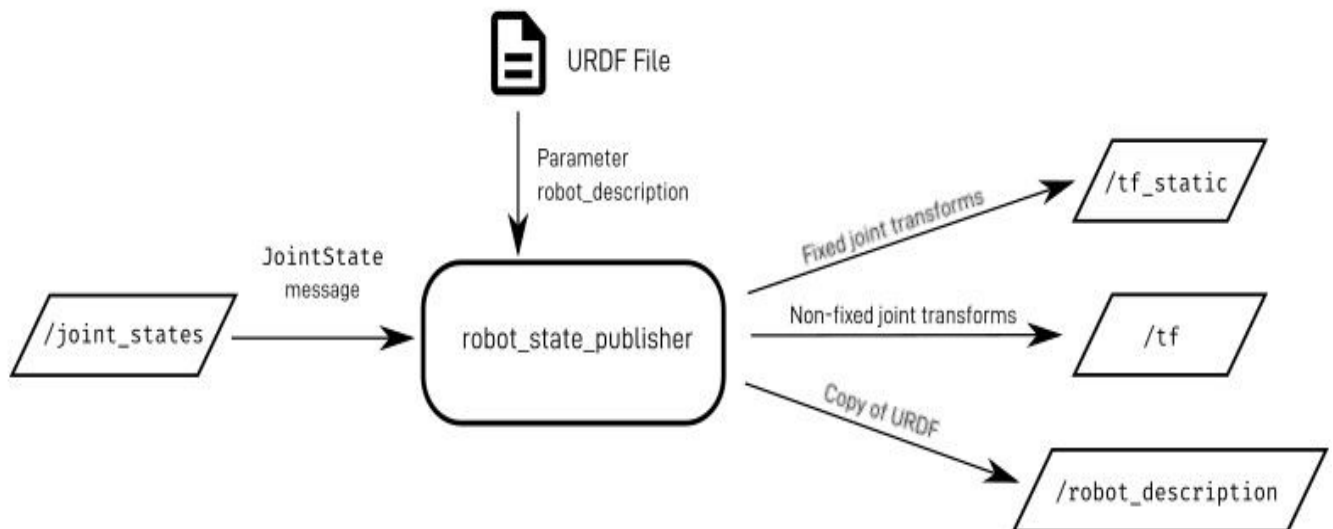 URDF File
Parameter
robot_description
JointState
message
/joint_states
robot_state_publisher
Fixed joint transforms
/tf_static
Non-fixed joint transforms
/tf
Copy of URDF
/robot_description